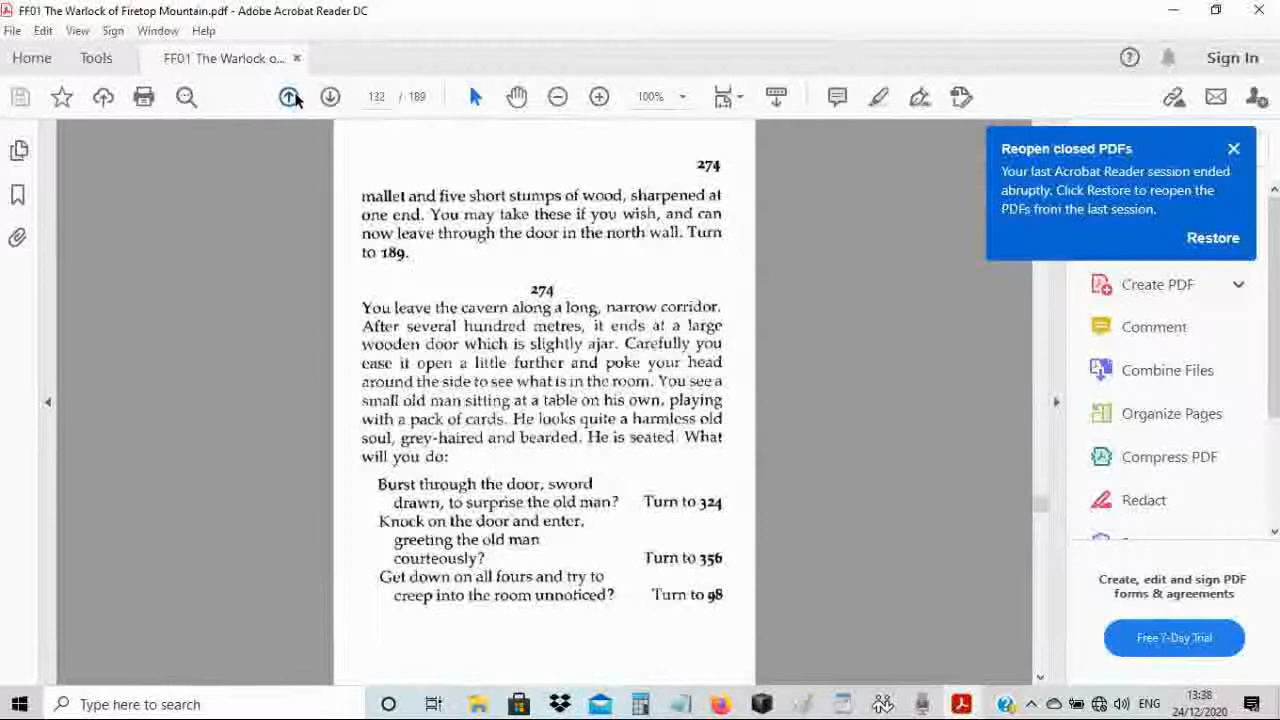 FF01 The Warlock of Firetop Mountain.pdf - Adobe Acrobat Reader DC
File Edit View Sign Window Help
Home Tools FF01 The Warlock o... Sign In
132 / 189 100%
274
mallet and five short stumps of wood, sharpened at
one end. You may take these if you wish, and can
now leave through the door in the north wall. Turn
to 189.
274
You leave the cavern along a long, narrow corridor.
After several hundred metres, it ends at a large
wooden door which is slightly ajar. Carefully you
ease it open a little further and poke your head
around the side to see what is in the room. You see a
small old man sitting at a table on his own, playing
with a pack of cards. He looks quite a harmless old
soul, grey-haired and bearded. He is seated. What
will you do:
Burst through the door, sword
drawn, to surprise the old man? Turn to 324
Knock on the door and enter,
greeting the old man
courteously? Turn to 356
Get down on all fours and try to
creep into the room unnoticed? Turn to 98
Reopen closed PDFs
Your last Acrobat Reader session ended
abruptly. Click Restore to reopen the
PDFs from the last session.
Restore
Create PDF
Comment
Combine Files
Organize Pages
Compress PDF
Redact
Create, edit and sign PDF
forms & agreements
Free 7-Day Trial
Type here to search
ENG
13:38
24/12/2020